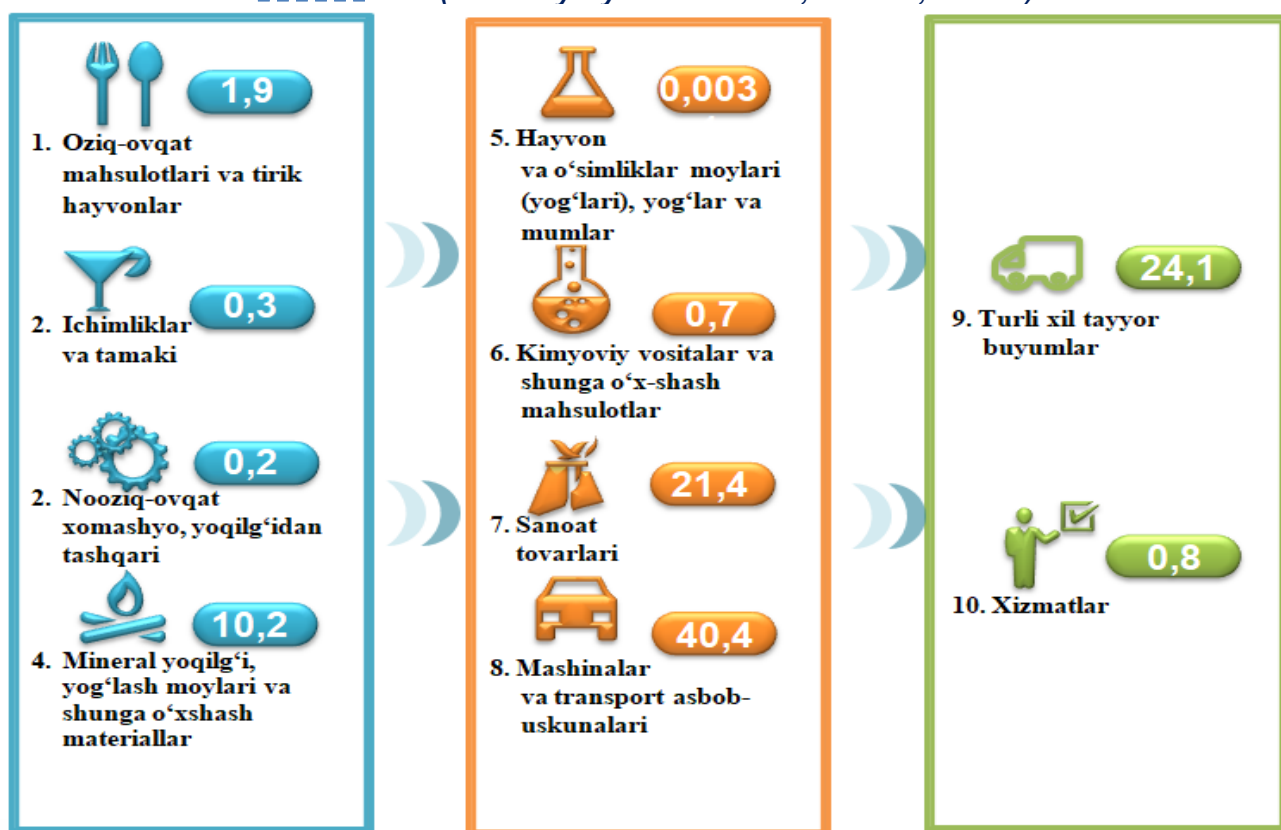 1,9
1. Oziq-ovqat
mahsulotlari va tirik
hayvonlar
0,3
2. Ichimliklar
va tamaki
0,2
2. Nooziq-ovqat
xomashyo, yoqilg‘idan
tashqari
10,2
4. Mineral yoqilg‘i,
yog‘lash moylari va
shunga o‘xshash
materiallar
0,003
5. Hayvon
va o‘simliklar moylari
(yog‘lari), yog‘lar va
mumlar
0,7
6. Kimyoviy vositalar va
shunga o‘x-shash
mahsulotlar
21,4
7. Sanoat
tovarlari
40,4
8. Mashinalar
va transport asbob-
uskunalari
24,1
9. Turli xil tayyor
buyumlar
0,8
10. Xizmatlar